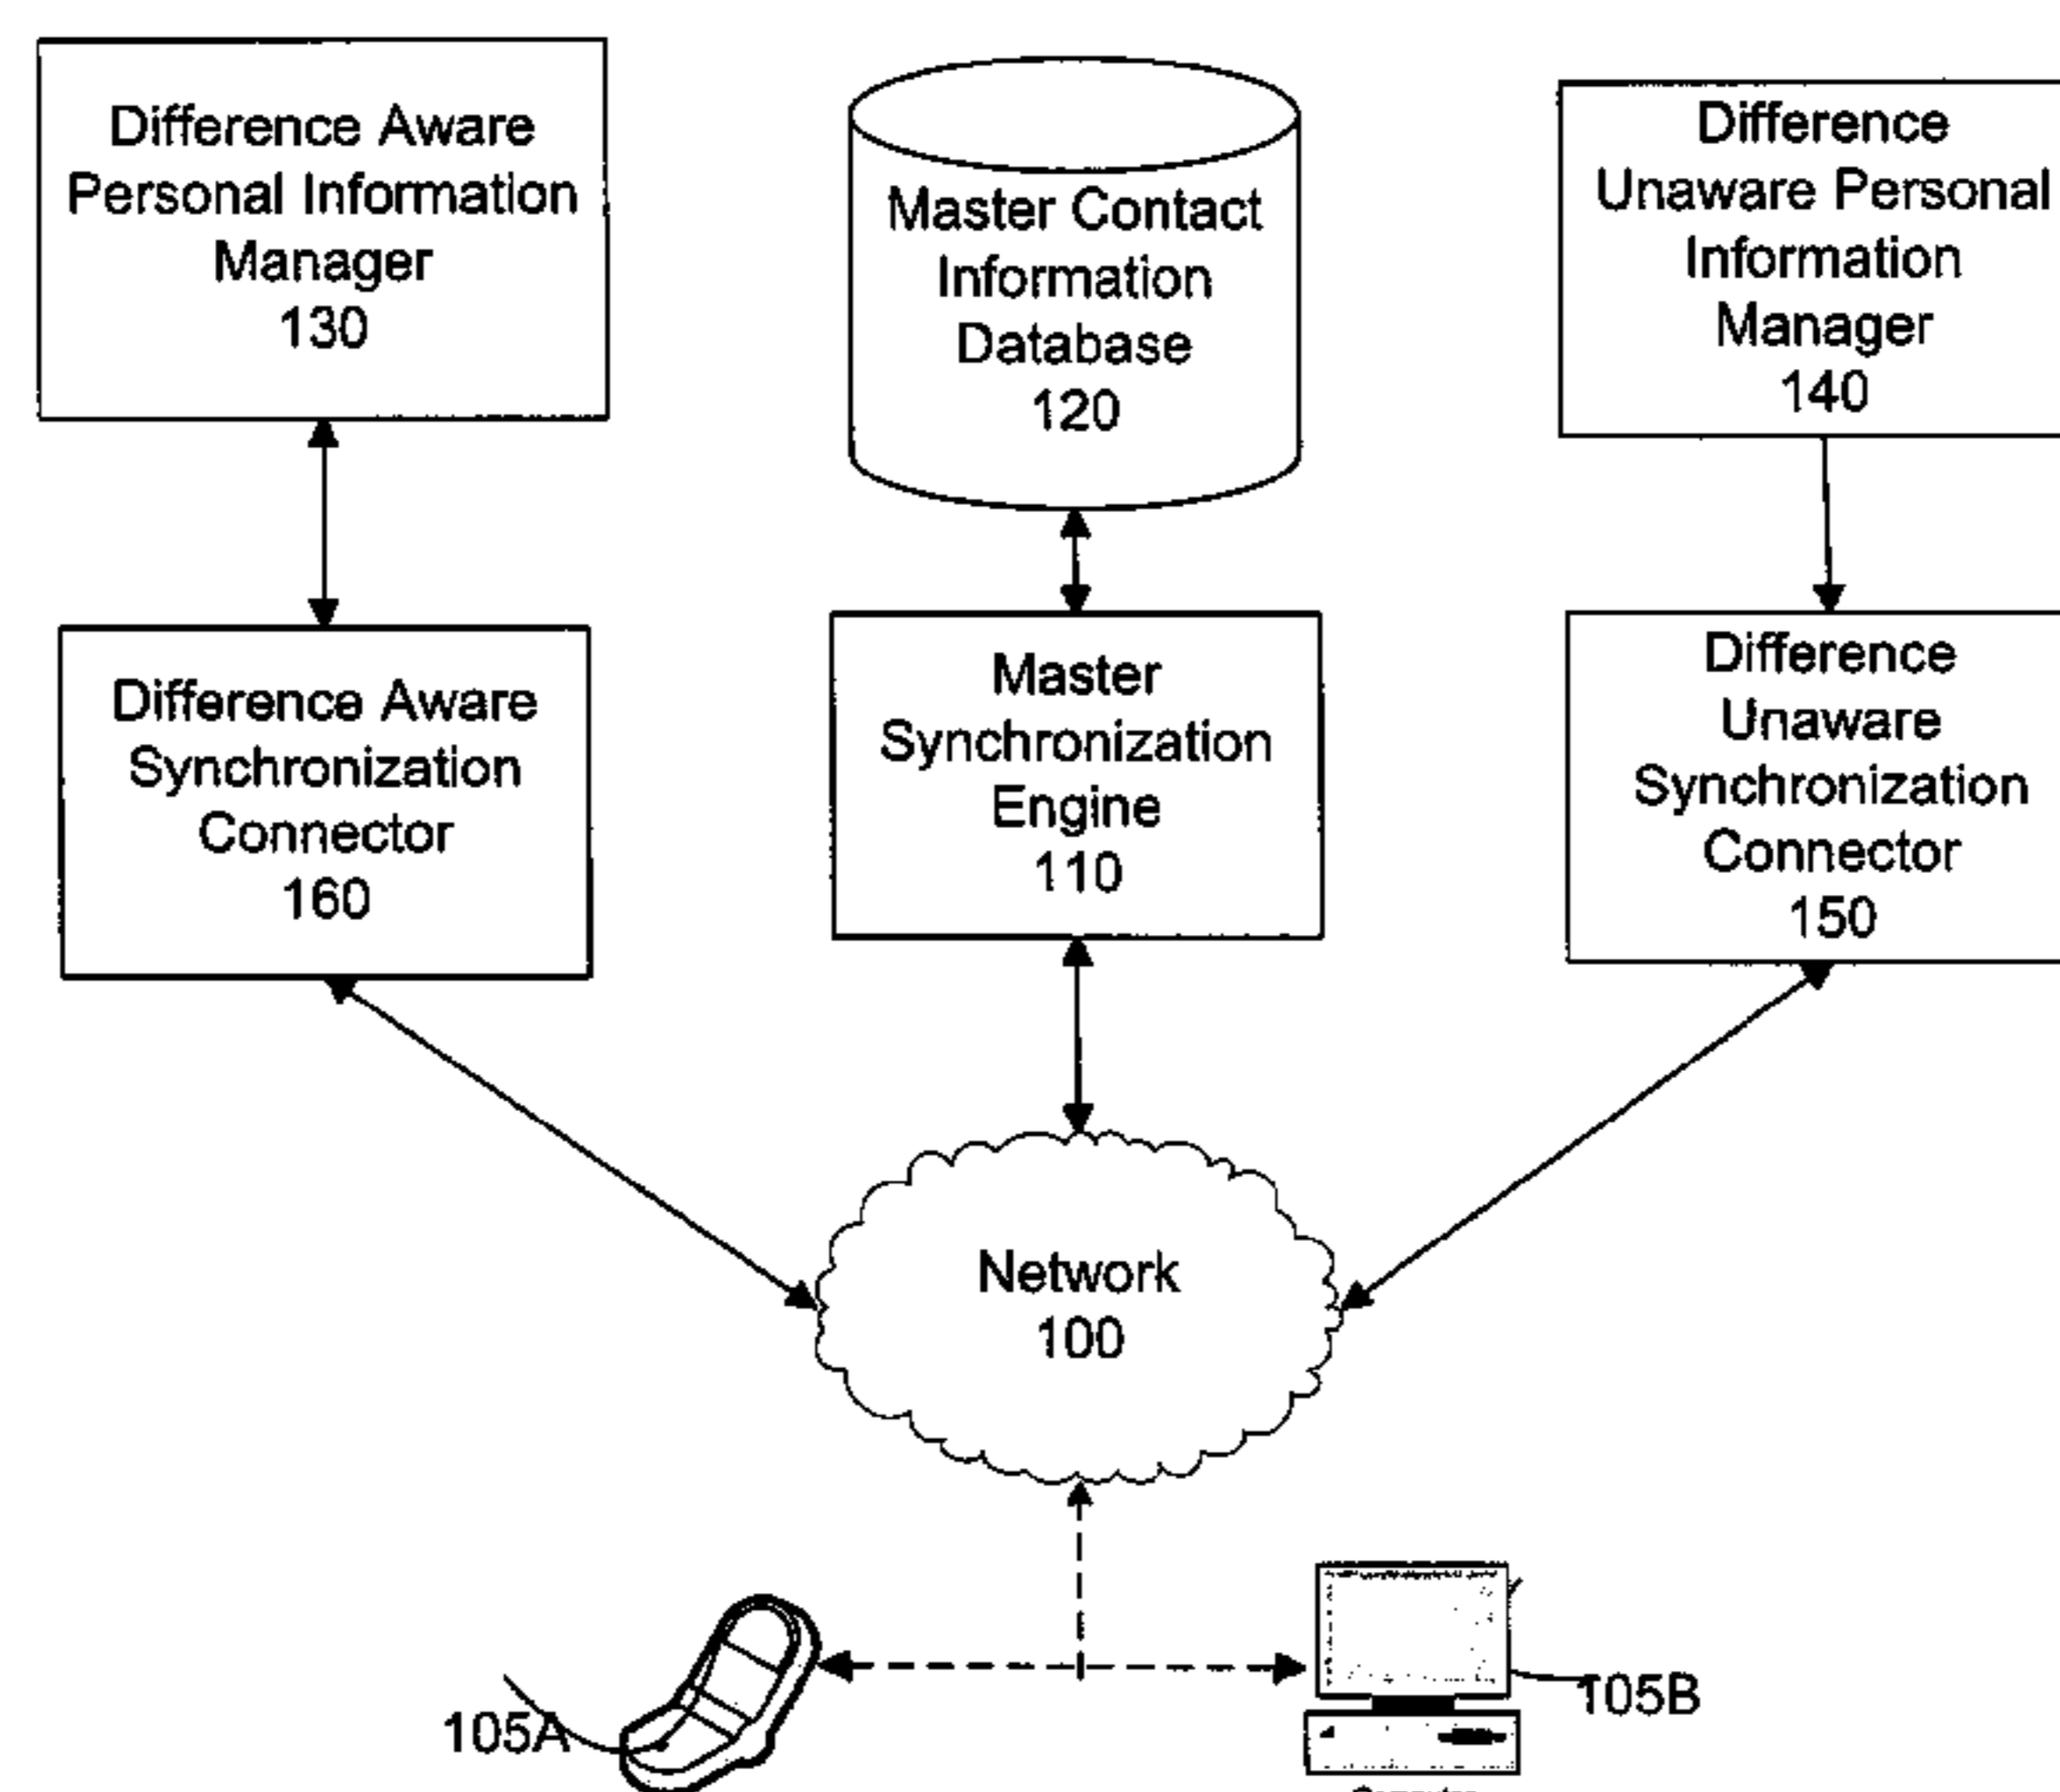 Difference Aware
Personal Information
Manager
130
Master Contact
Information
Database
120
Difference
Unaware Personal
Information
Manager
140
Difference Aware
Synchronization
Connector
160
Master
Synchronization
Engine
110
Difference
Unaware
Synchronization
Connector
150
Network
100
105A
105B